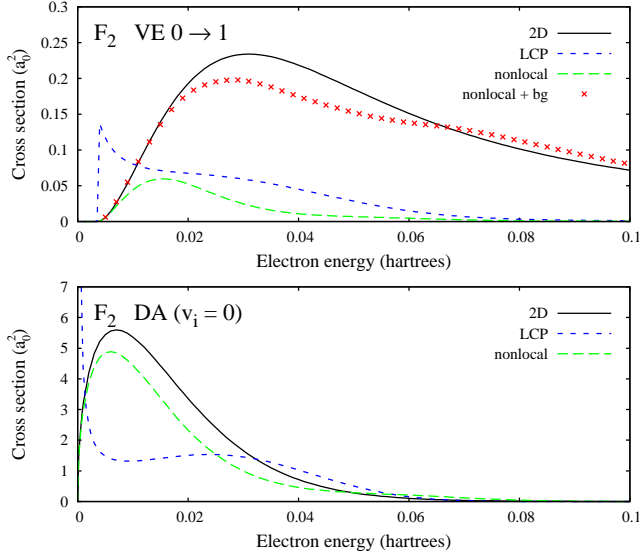 F₂ VE 0 → 1
2D
LCP
nonlocal
nonlocal + bg
Cross section (a₀²)
0.25
0.2
0.15
0.1
0.05
0
0 0.02 0.04 0.06 0.08 0.1
Electron energy (hartrees)
F₂ DA (vᵢ = 0)
2D
LCP
nonlocal
Cross section (a₀²)
7
6
5
4
3
2
1
0
0 0.02 0.04 0.06 0.08 0.1
Electron energy (hartrees)